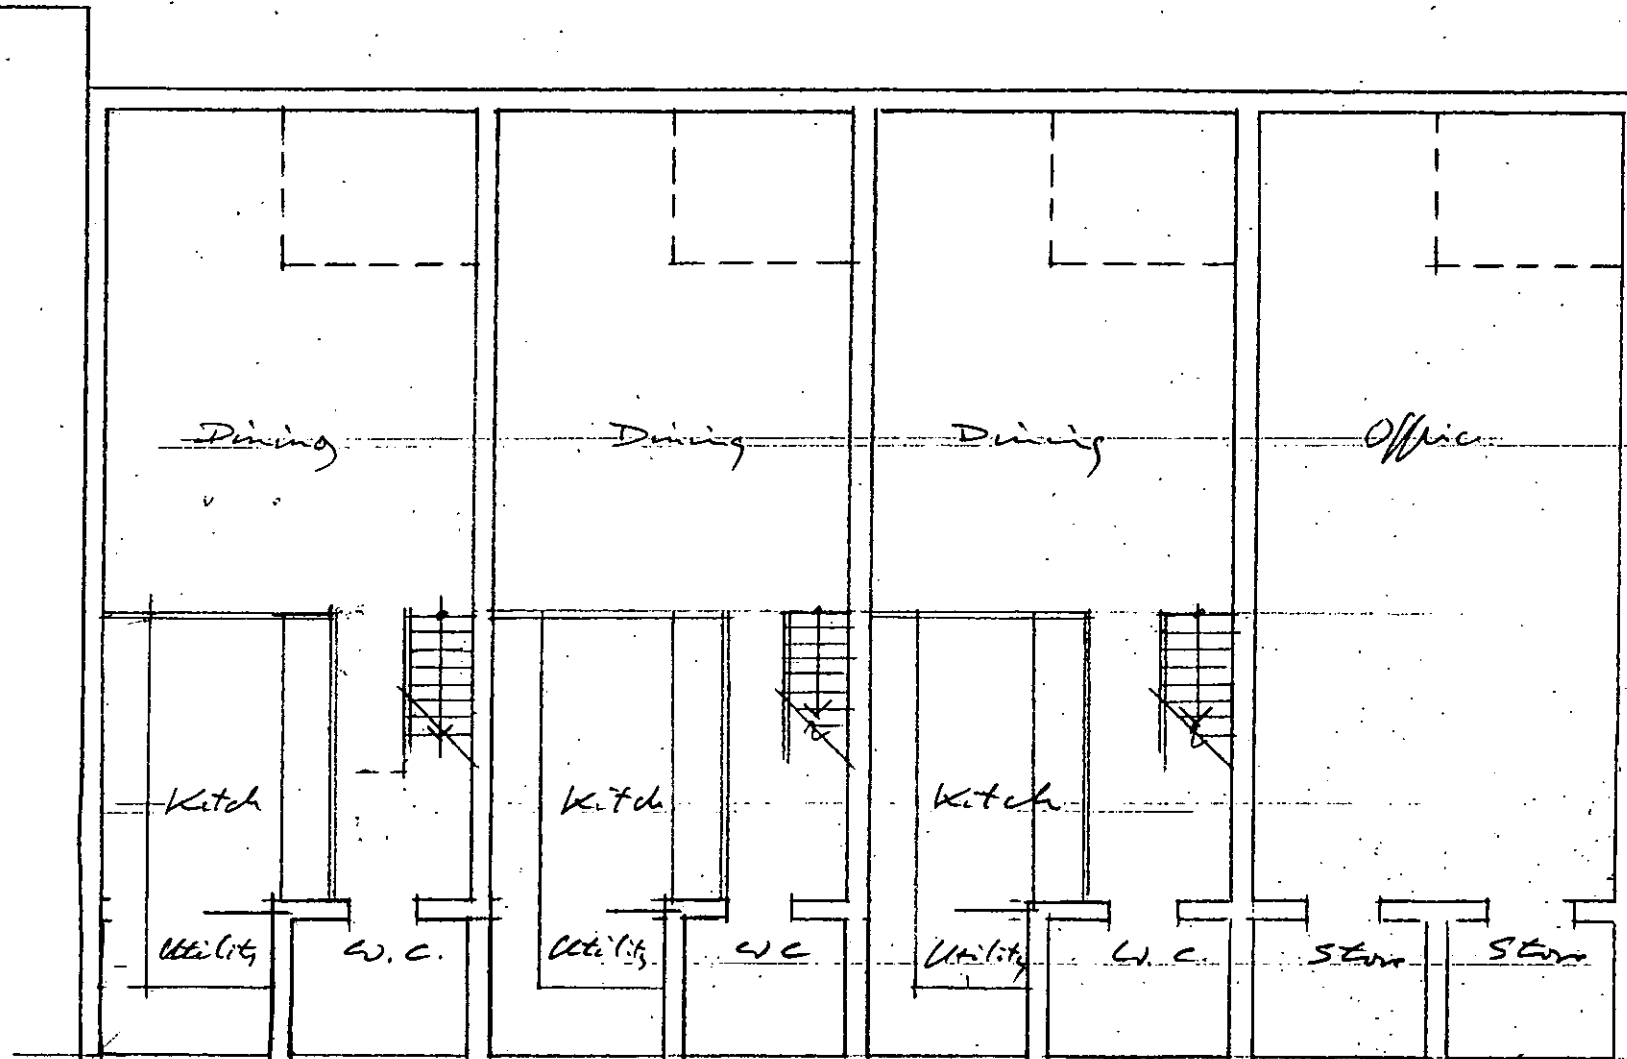 Dining Dining Dining Office
Kitch Kitch Kitch
Utility W.C. Utility WC Utility W.C. Store Store